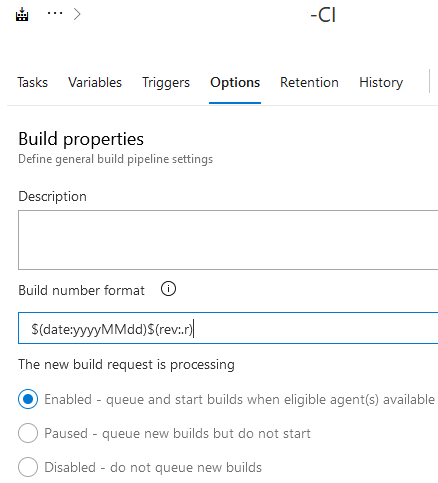 ... > -CI
Tasks Variables Triggers Options Retention History
Build properties
Define general build pipeline settings
Description
Build number format
$(date:yyyyMMdd)$(rev:.r)
The new build request is processing
Enabled - queue and start builds when eligible agent(s) available
Paused - queue new builds but do not start
Disabled - do not queue new builds